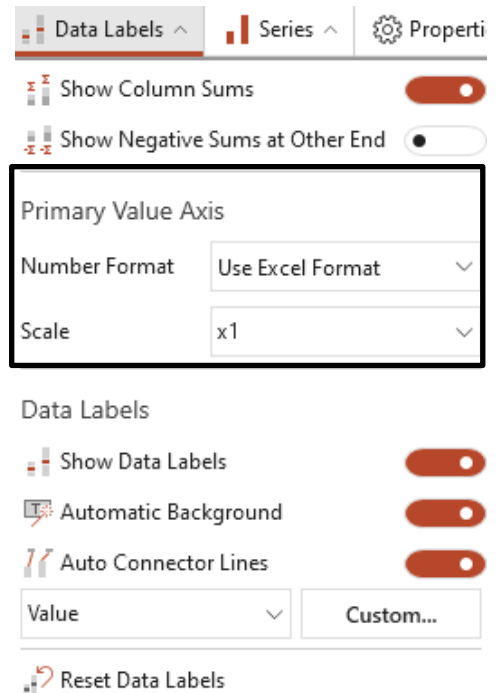 Data Labels Series Properti
Show Column Sums
Show Negative Sums at Other End
Primary Value Axis
Number Format Use Excel Format
Scale x1
Data Labels
Show Data Labels
Automatic Background
Auto Connector Lines
Value Custom...
Reset Data Labels